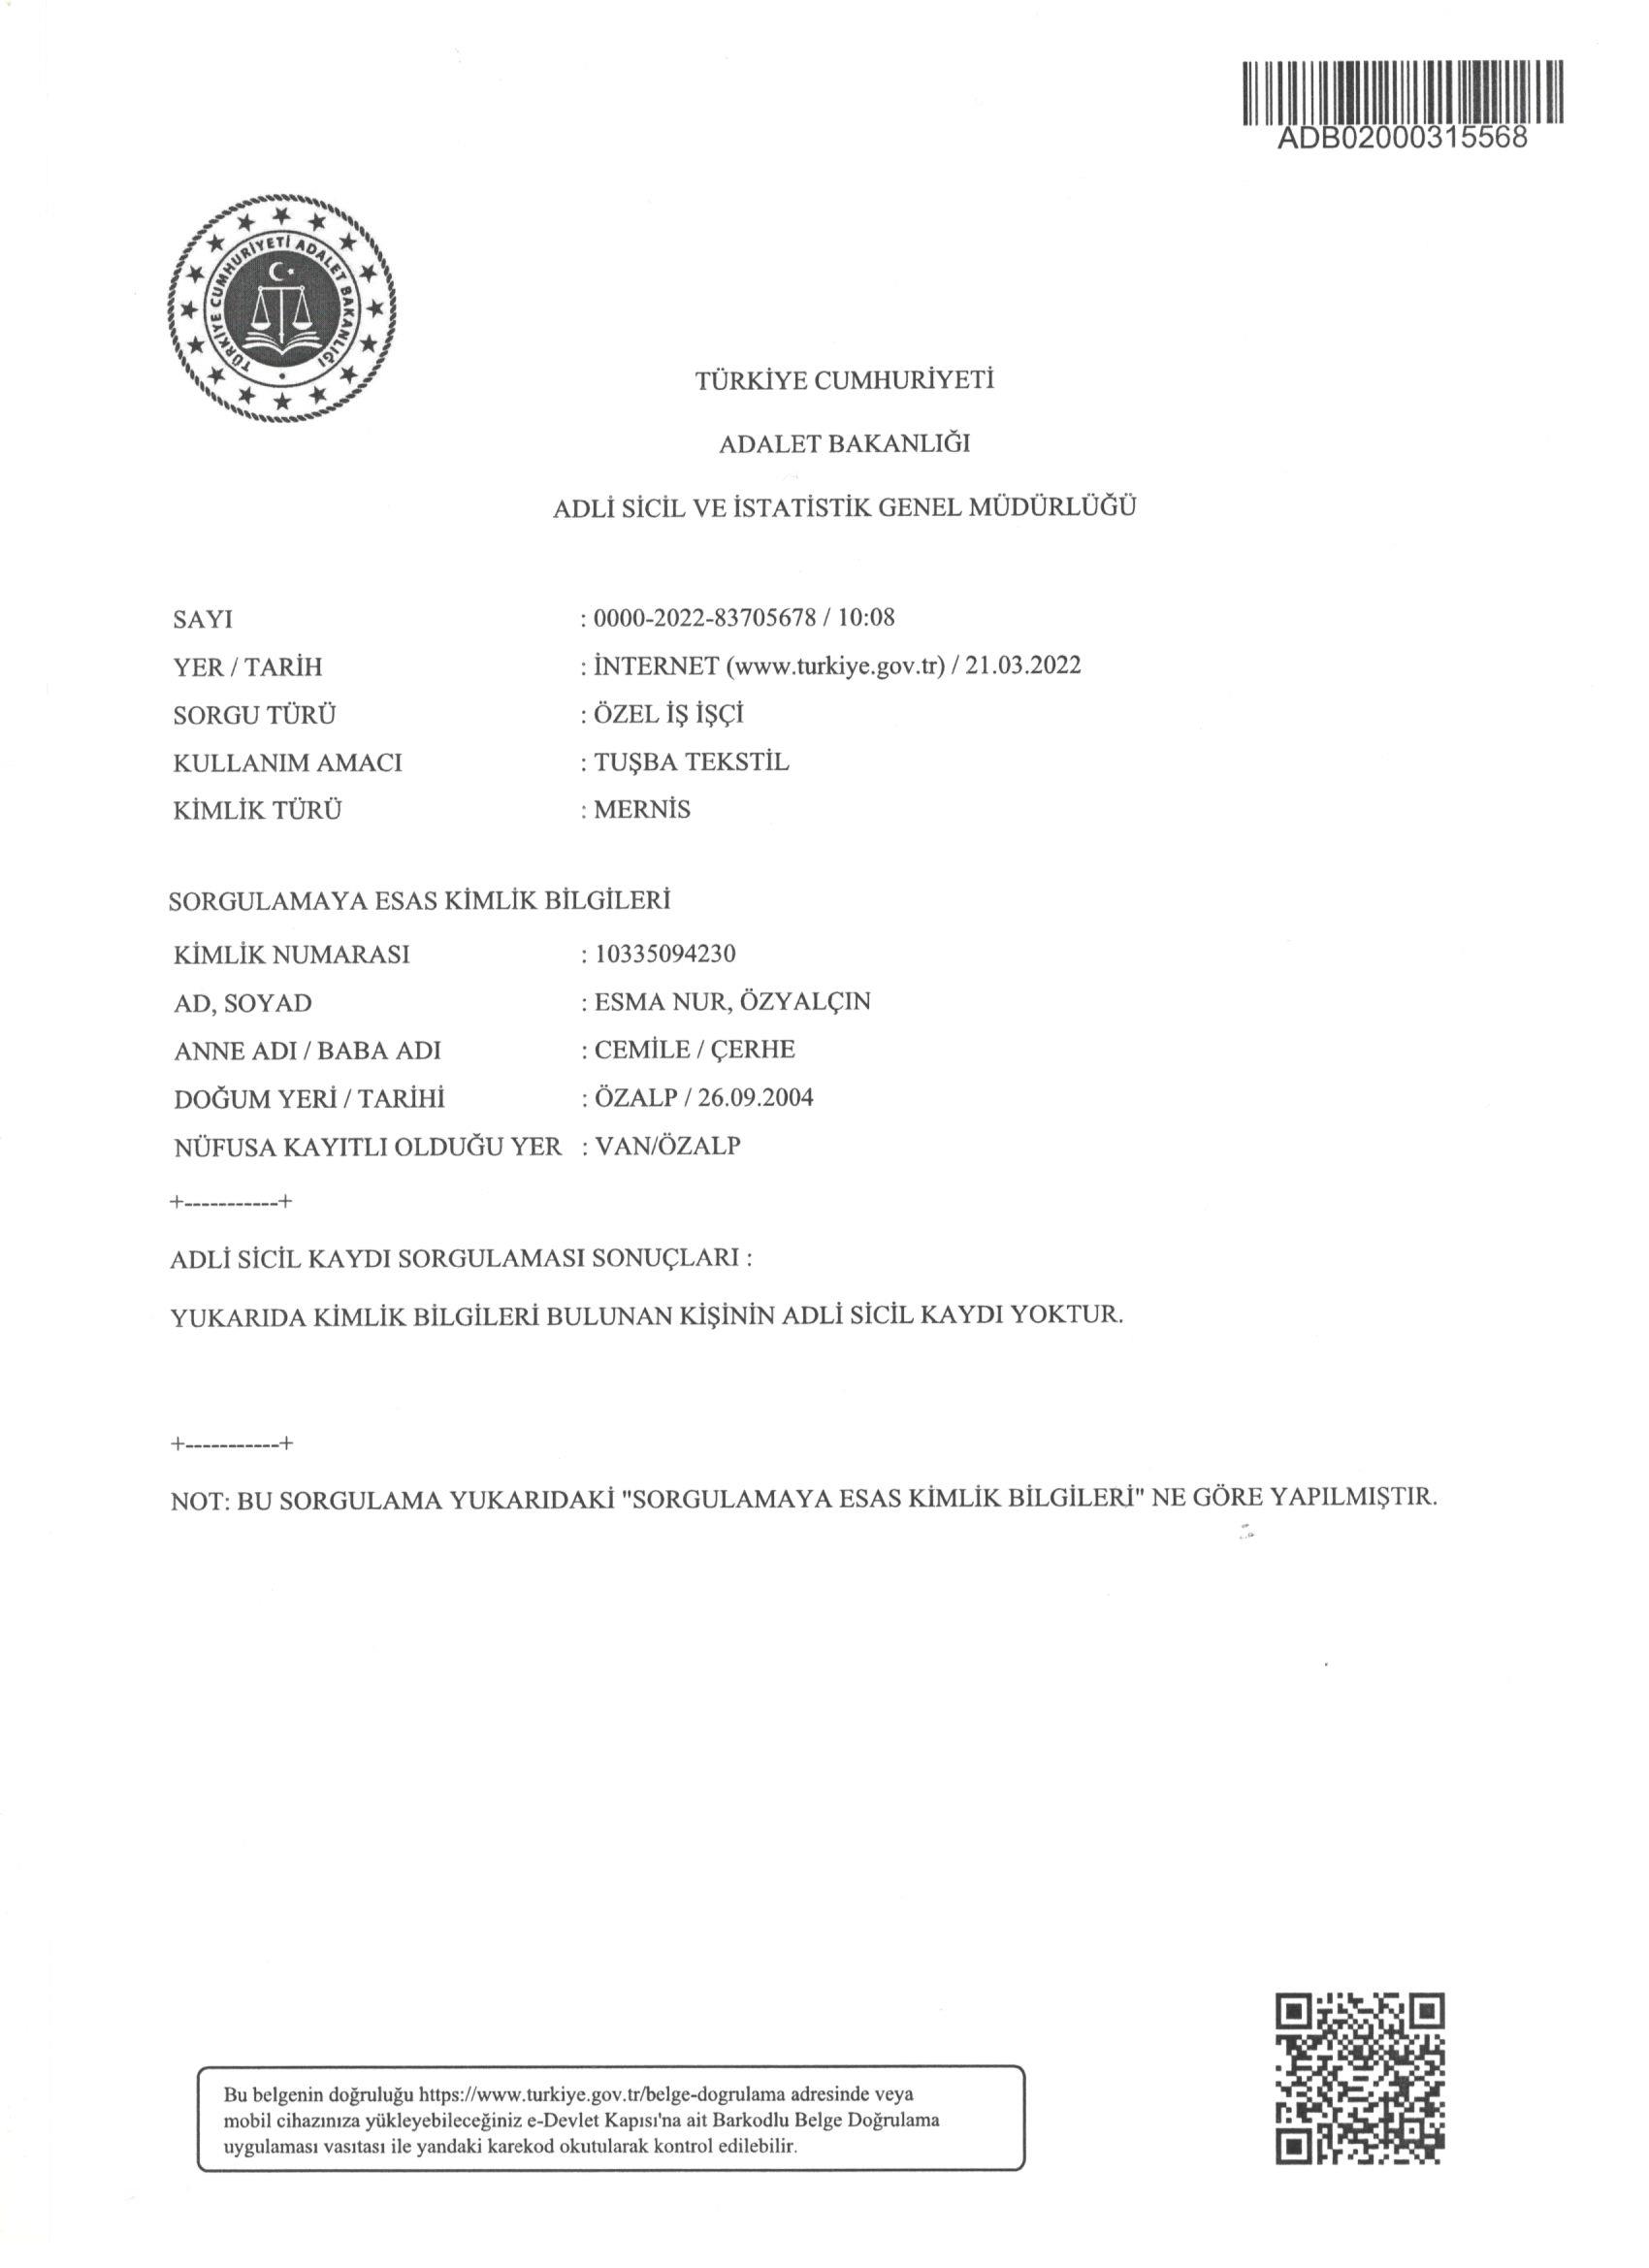 ADB02000315568
TÜRKİYE CUMHURİYETİ ADALET BAKANLIĞI
TÜRKİYE CUMHURİYETİ
ADALET BAKANLIĞI
ADLİ SİCİL VE İSTATİSTİK GENEL MÜDÜRLÜĞÜ
SAYI : 0000-2022-83705678 / 10:08
YER / TARİH : İNTERNET (www.turkiye.gov.tr) / 21.03.2022
SORGU TÜRÜ : ÖZEL İŞ İŞÇİ
KULLANIM AMACI : TUŞBA TEKSTİL
KİMLİK TÜRÜ : MERNİS
SORGULAMAYA ESAS KİMLİK BİLGİLERİ
KİMLİK NUMARASI : 10335094230
AD, SOYAD : ESMA NUR, ÖZYALÇIN
ANNE ADI / BABA ADI : CEMİLE / ÇERHE
DOĞUM YERİ / TARİHİ : ÖZALP / 26.09.2004
NÜFUSA KAYITLI OLDUĞU YER : VAN/ÖZALP
+-----------+
ADLİ SİCİL KAYDI SORGULAMASI SONUÇLARI :
YUKARIDA KİMLİK BİLGİLERİ BULUNAN KİŞİNİN ADLİ SİCİL KAYDI YOKTUR.
+-----------+
NOT: BU SORGULAMA YUKARIDAKİ "SORGULAMAYA ESAS KİMLİK BİLGİLERİ" NE GÖRE YAPILMIŞTIR.
Bu belgenin doğruluğu https://www.turkiye.gov.tr/belge-dogrulama adresinde veya
mobil cihazınıza yükleyebileceğiniz e-Devlet Kapısı'na ait Barkodlu Belge Doğrulama
uygulaması vasıtası ile yandaki karekod okutularak kontrol edilebilir.